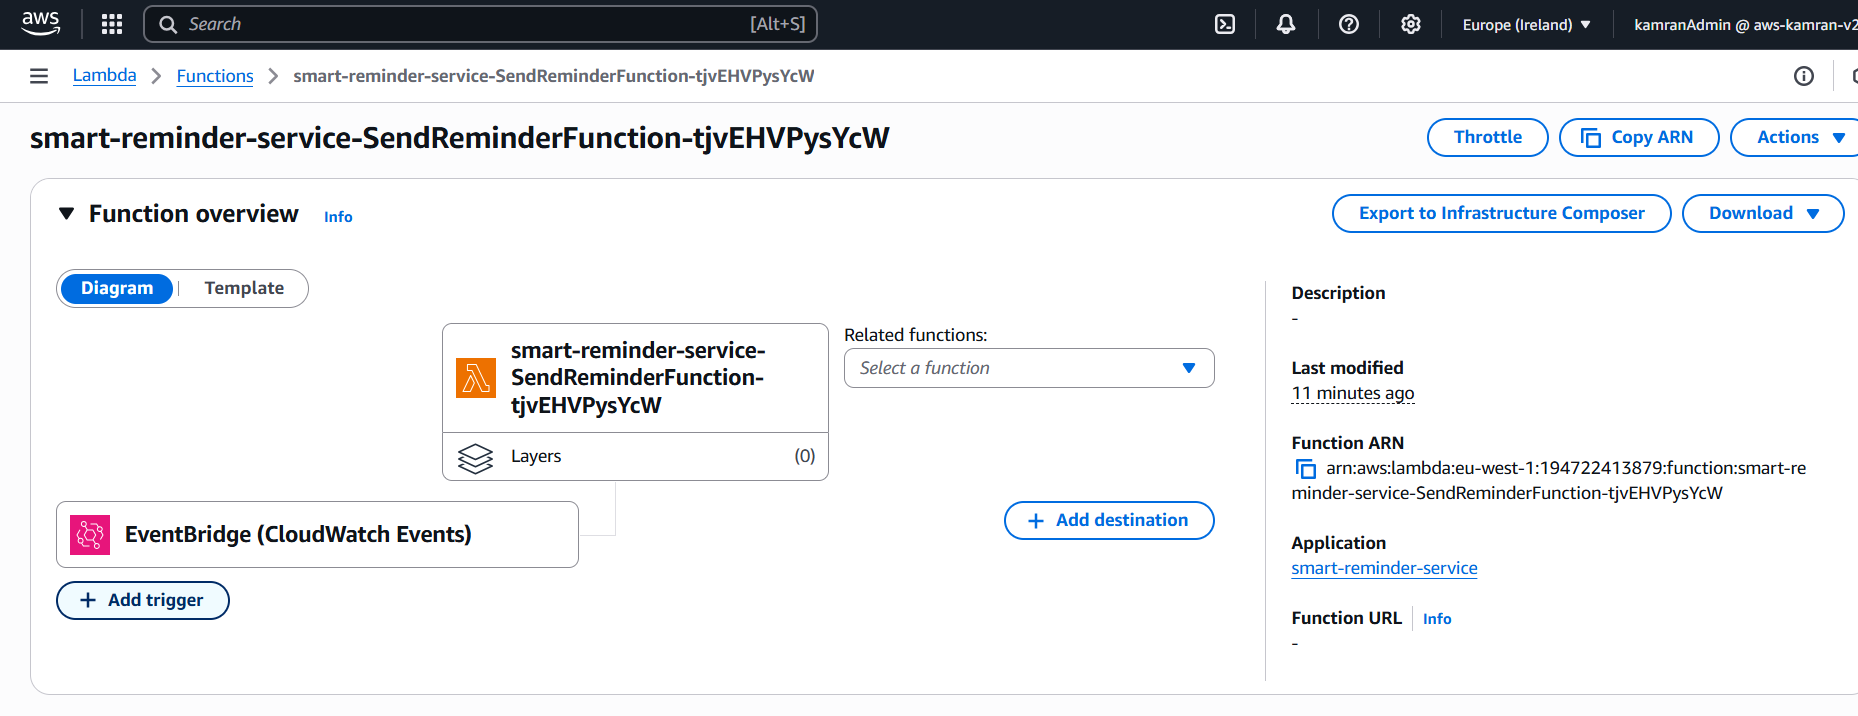 aws
Search
[Alt+S]
Europe (Ireland)
kamranAdmin @ aws-kamran-v2
Lambda
Functions
smart-reminder-service-SendReminderFunction-tjvEHVPysYcW
smart-reminder-service-SendReminderFunction-tjvEHVPysYcW
Throttle
Copy ARN
Actions
Function overview
Info
Export to Infrastructure Composer
Download
Diagram
Template
smart-reminder-service-
SendReminderFunction-
tjvEHVPysYcW
Layers
(0)
Related functions:
Select a function
EventBridge (CloudWatch Events)
Add trigger
Add destination
Description
-
Last modified
11 minutes ago
Function ARN
arn:aws:lambda:eu-west-1:194722413879:function:smart-re
minder-service-SendReminderFunction-tjvEHVPysYcW
Application
smart-reminder-service
Function URL
Info
-